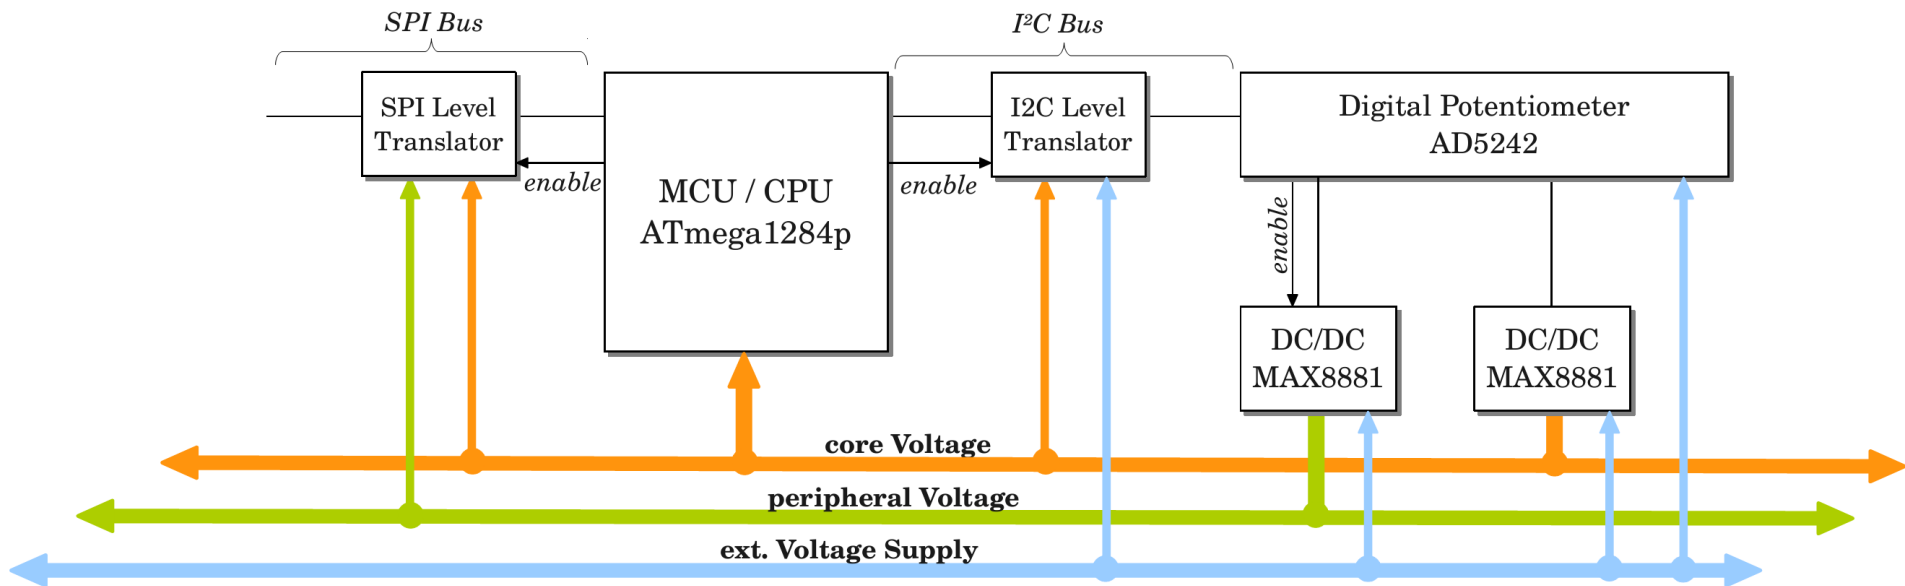 SPI Bus
I²C Bus
SPI Level
Translator
MCU / CPU
ATmega1284p
I2C Level
Translator
Digital Potentiometer
AD5242
enable
enable
enable
DC/DC
MAX8881
DC/DC
MAX8881
core Voltage
peripheral Voltage
ext. Voltage Supply